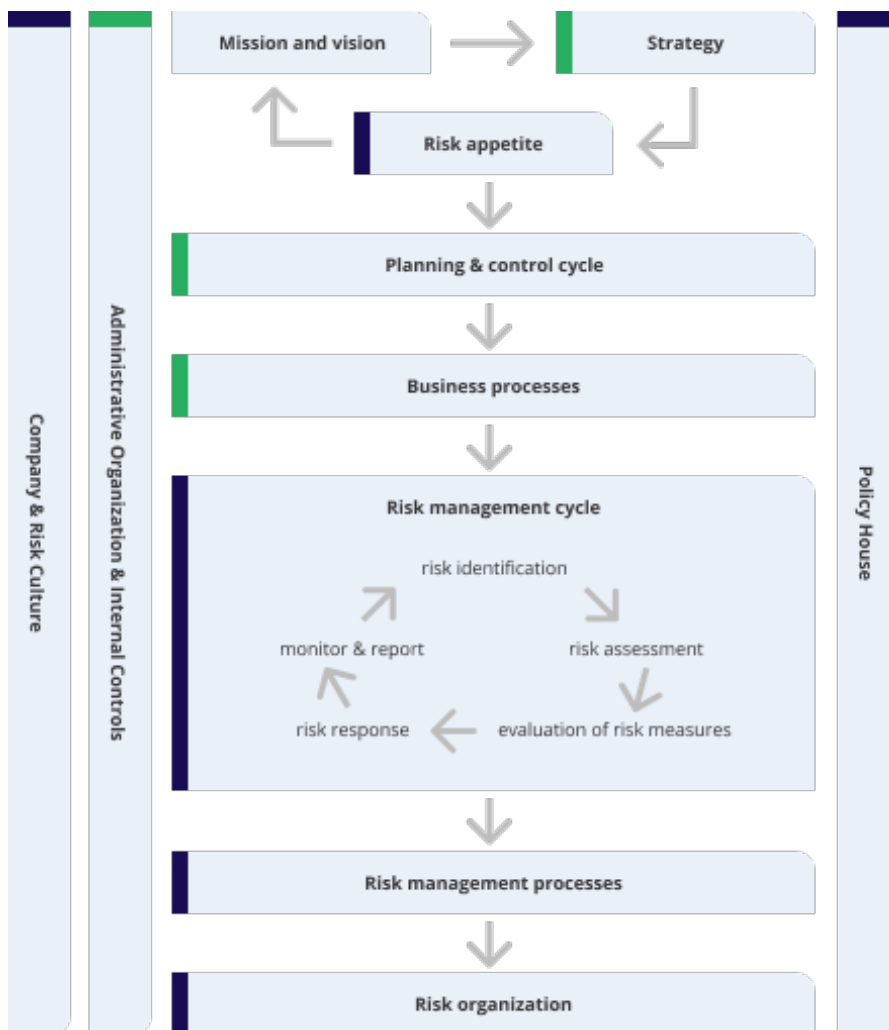 Mission and vision
Strategy
Risk appetite
Planning & control cycle
Business processes
Risk management cycle
risk identification
monitor & report
risk assessment
risk response
evaluation of risk measures
Risk management processes
Risk organization
Company & Risk Culture
Administrative Organization & Internal Controls
Policy House